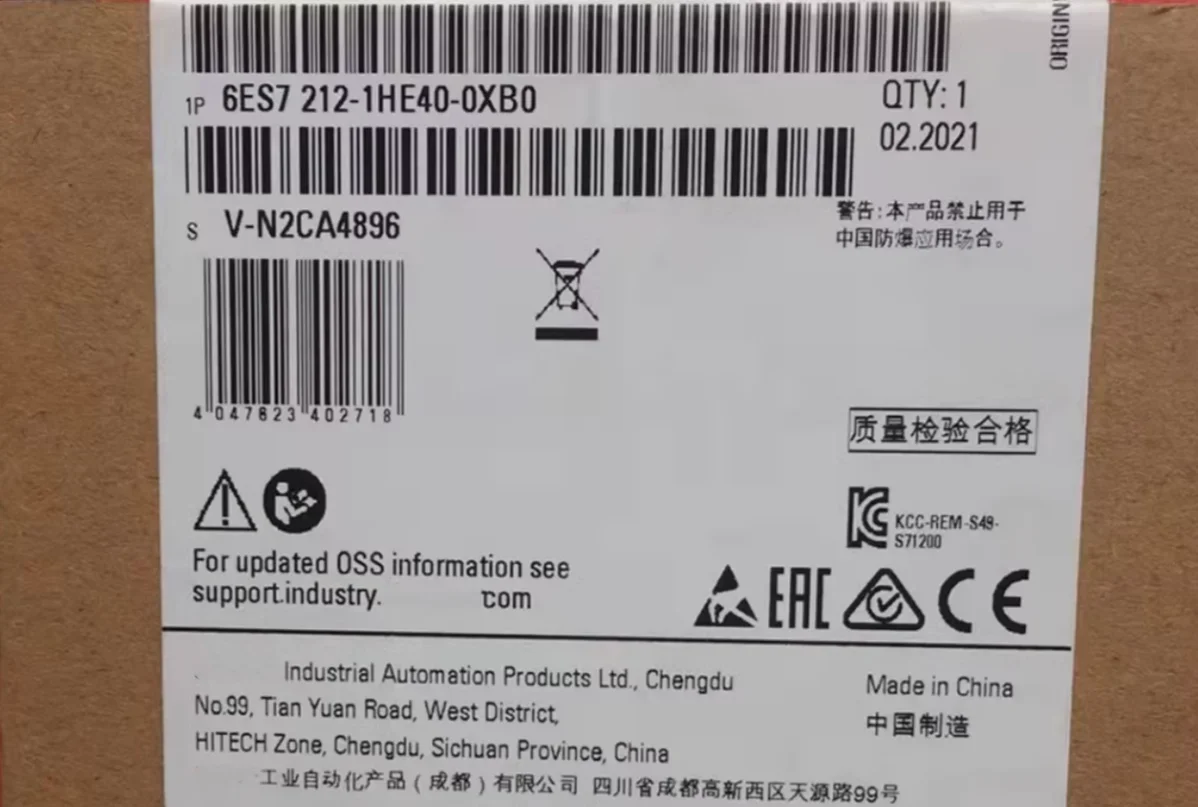 ORIGIN
1P 6ES7 212-1HE40-0XB0
QTY: 1
02.2021
S V-N2CA4896
警告:本产品禁止用于
中国防爆应用场合。
4 047623 402718
质量检验合格
KCC-REM-S49-
S71200
For updated OSS information see
support.industry. com
EAC
CE
Industrial Automation Products Ltd., Chengdu
No.99, Tian Yuan Road, West District,
HITECH Zone, Chengdu, Sichuan Province, China
Made in China
中国制造
工业自动化产品（成都）有限公司 四川省成都高新西区天源路99号